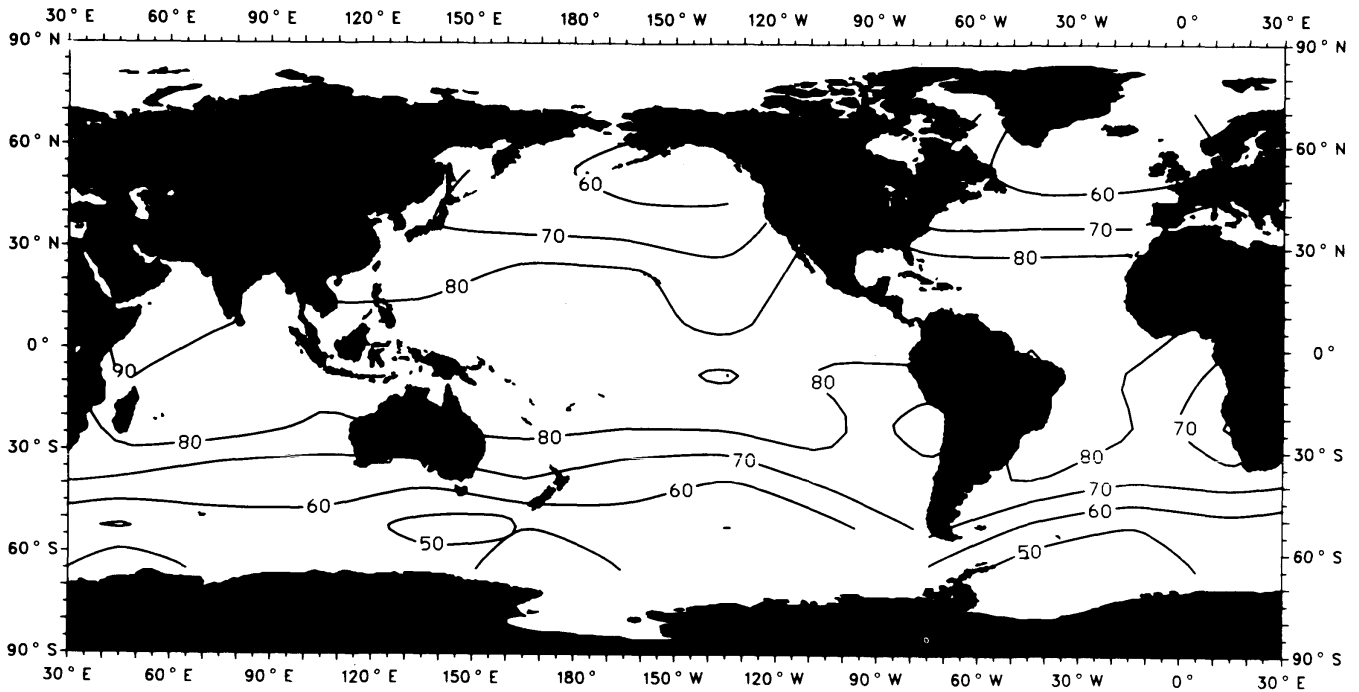 30° E 60° E 90° E 120° E 150° E 180° 150° W 120° W 90° W 60° W 30° W 0° 30° E
90° N 90° N
60° N 60° N
60 60
30° N 70 70 30° N
80 80
0° 0°
90 80
70
30° S 80 80 80 30° S
70
60 60 70
60
50 50
60° S 60° S
90° S 90° S
30° E 60° E 90° E 120° E 150° E 180° 150° W 120° W 90° W 60° W 30° W 0° 30° E